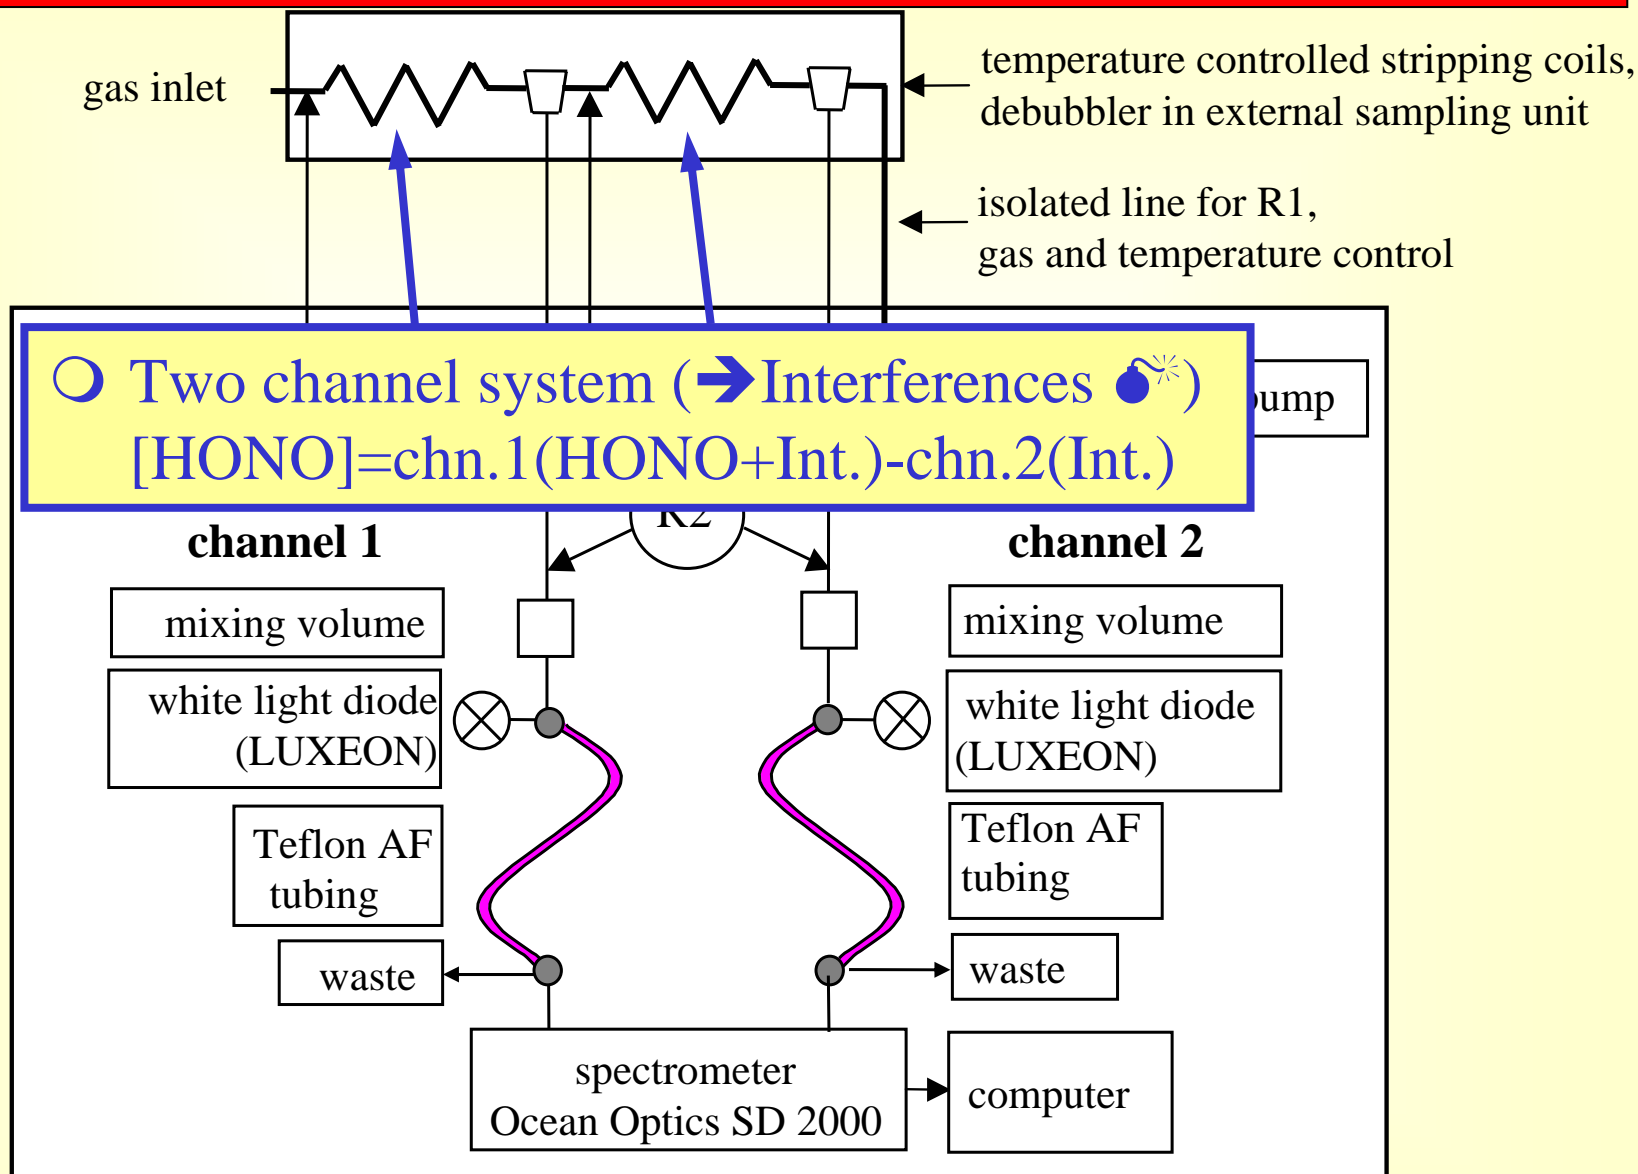 gas inlet
temperature controlled stripping coils,
debubbler in external sampling unit
isolated line for R1,
gas and temperature control
❍ Two channel system (➔Interferences 💣)
[HONO]=chn.1(HONO+Int.)-chn.2(Int.)
R2
channel 1
channel 2
mixing volume
mixing volume
white light diode
(LUXEON)
white light diode
(LUXEON)
Teflon AF
tubing
Teflon AF
tubing
waste
waste
spectrometer
Ocean Optics SD 2000
computer